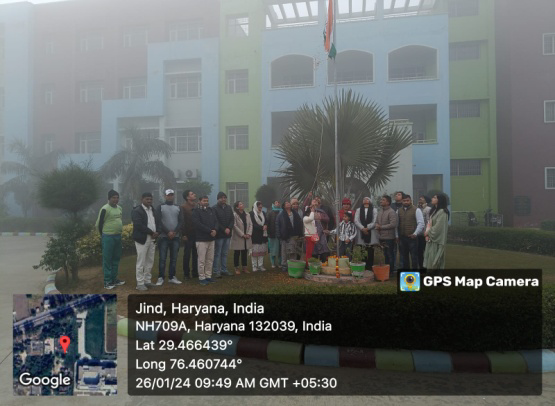 GPS Map Camera
Jind, Haryana, India
NH709A, Haryana 132039, India
Lat 29.466439°
Long 76.460744°
26/01/24 09:49 AM GMT +05:30
Google